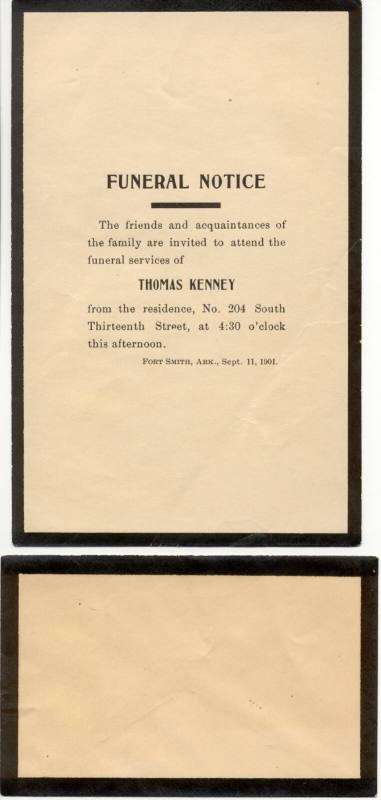 FUNERAL NOTICE
The friends and acquaintances of
the family are invited to attend the
funeral services of
THOMAS KENNEY
from the residence, No. 204 South
Thirteenth Street, at 4:30 o'clock
this afternoon.
FORT SMITH, ARK., Sept. 11, 1901.